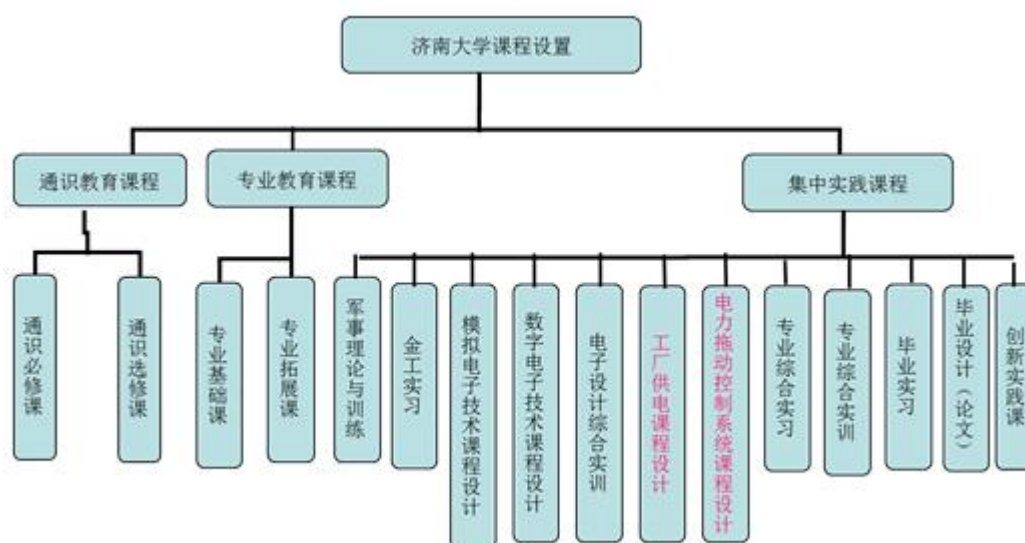 济南大学课程设置
通识教育课程
专业教育课程
集中实践课程
通识必修课
通识选修课
专业基础课
专业拓展课
军事理论与训练
金工实习
模拟电子技术课程设计
数字电子技术课程设计
电子设计综合实训
工厂供电课程设计
电力拖动控制系统课程设计
专业综合实习
专业综合实训
毕业实习
毕业设计（论文）
创新实践课